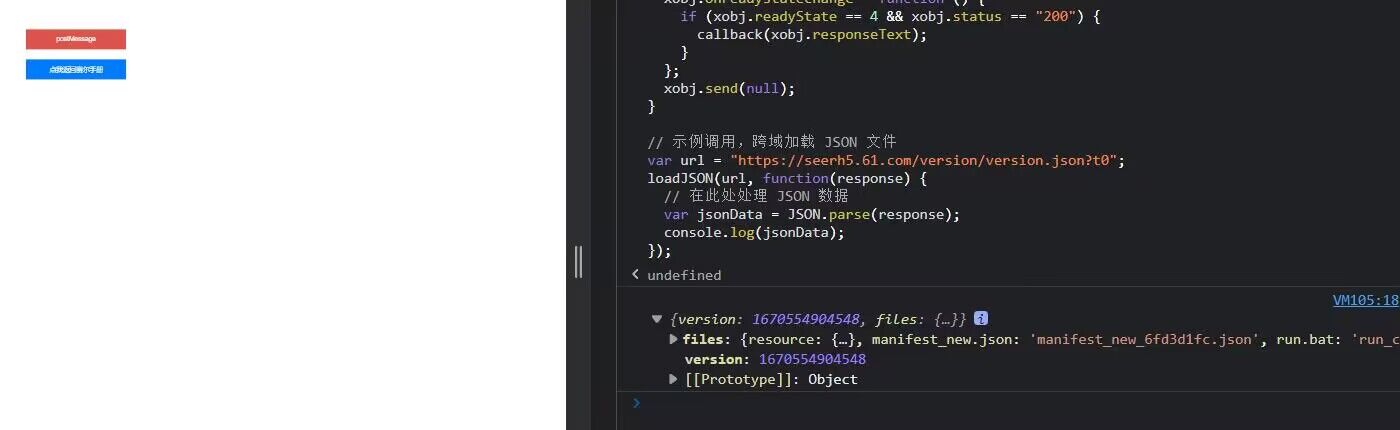 postMessage
点我返回赛尔手册
xobj.onreadystatechange = function () {
if (xobj.readyState == 4 && xobj.status == "200") {
callback(xobj.responseText);
}
};
xobj.send(null);
}
// 示例调用，跨域加载 JSON 文件
var url = "https://seerh5.61.com/version/version.json?t0";
loadJSON(url, function(response) {
// 在此处处理 JSON 数据
var jsonData = JSON.parse(response);
console.log(jsonData);
});
undefined
VM105:18
{version: 1670554904548, files: {…}}
files: {resource: {…}, manifest_new.json: 'manifest_new_6fd3d1fc.json', run.bat: 'run_c
version: 1670554904548
[[Prototype]]: Object